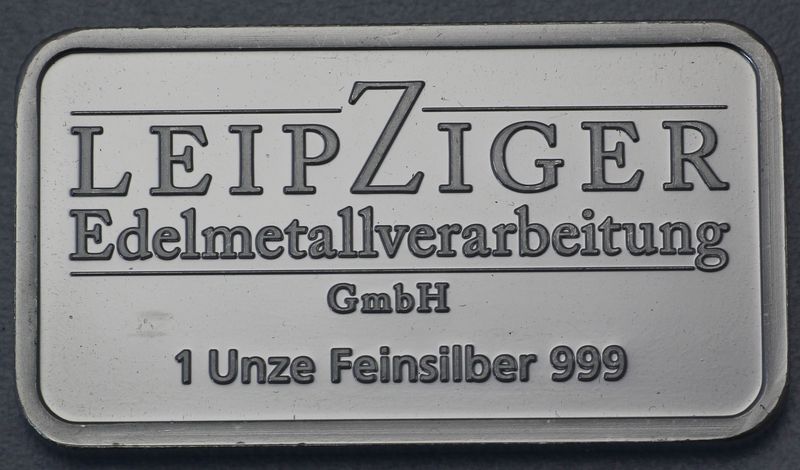 LEIPZIGER
Edelmetallverarbeitung
GmbH
1 Unze Feinsilber 999